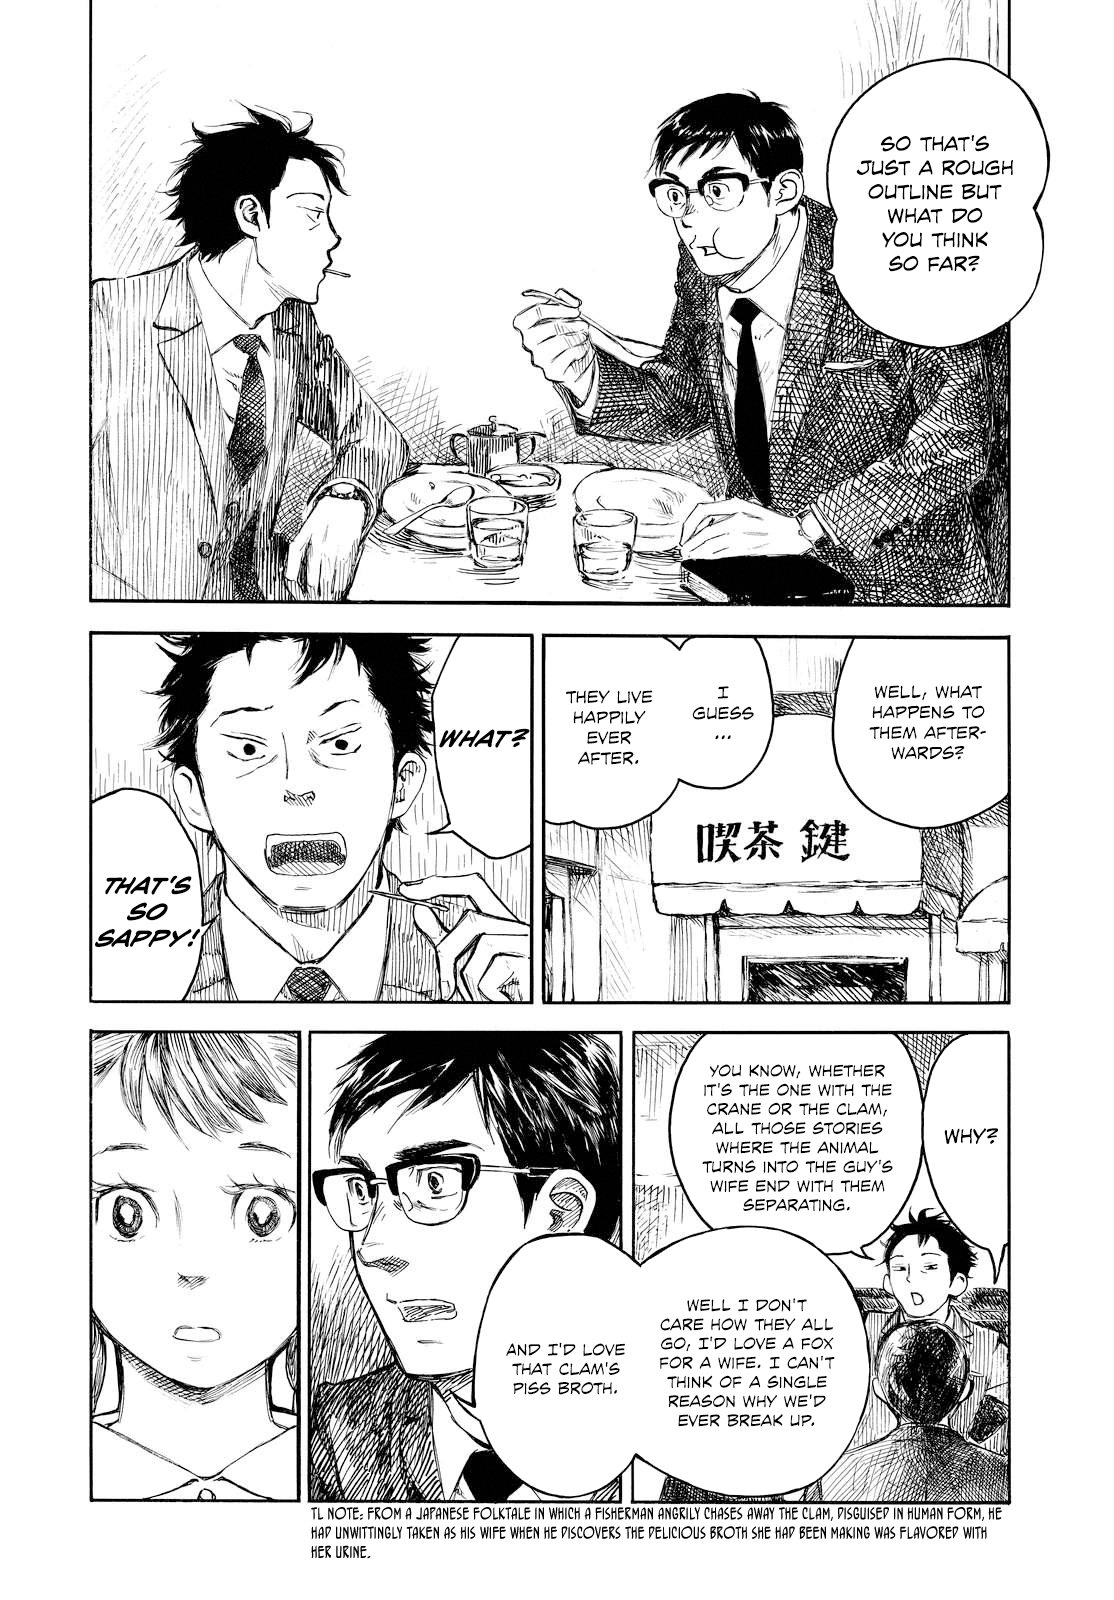 SO THAT'S
JUST A ROUGH
OUTLINE BUT
WHAT DO
YOU THINK
SO FAR?
WELL, WHAT
HAPPENS TO
THEM AFTER-
WARDS?
I
GUESS
...
THEY LIVE
HAPPILY
EVER
AFTER.
喫茶 鍵
WHAT?
THAT'S
SO
SAPPY!
WHY?
YOU KNOW, WHETHER
IT'S THE ONE WITH THE
CRANE OR THE CLAM,
ALL THOSE STORIES
WHERE THE ANIMAL
TURNS INTO THE GUY'S
WIFE END WITH THEM
SEPARATING.
WELL I DON'T
CARE HOW THEY ALL
GO, I'D LOVE A FOX
FOR A WIFE. I CAN'T
THINK OF A SINGLE
REASON WHY WE'D
EVER BREAK UP.
AND I'D LOVE
THAT CLAM'S
PISS BROTH.
TL NOTE: FROM A JAPANESE FOLKTALE IN WHICH A FISHERMAN ANGRILY CHASES AWAY THE CLAM, DISGUISED IN HUMAN FORM, HE
HAD UNWITTINGLY TAKEN AS HIS WIFE WHEN HE DISCOVERS THE DELICIOUS BROTH SHE HAD BEEN MAKING WAS FLAVORED WITH
HER URINE.